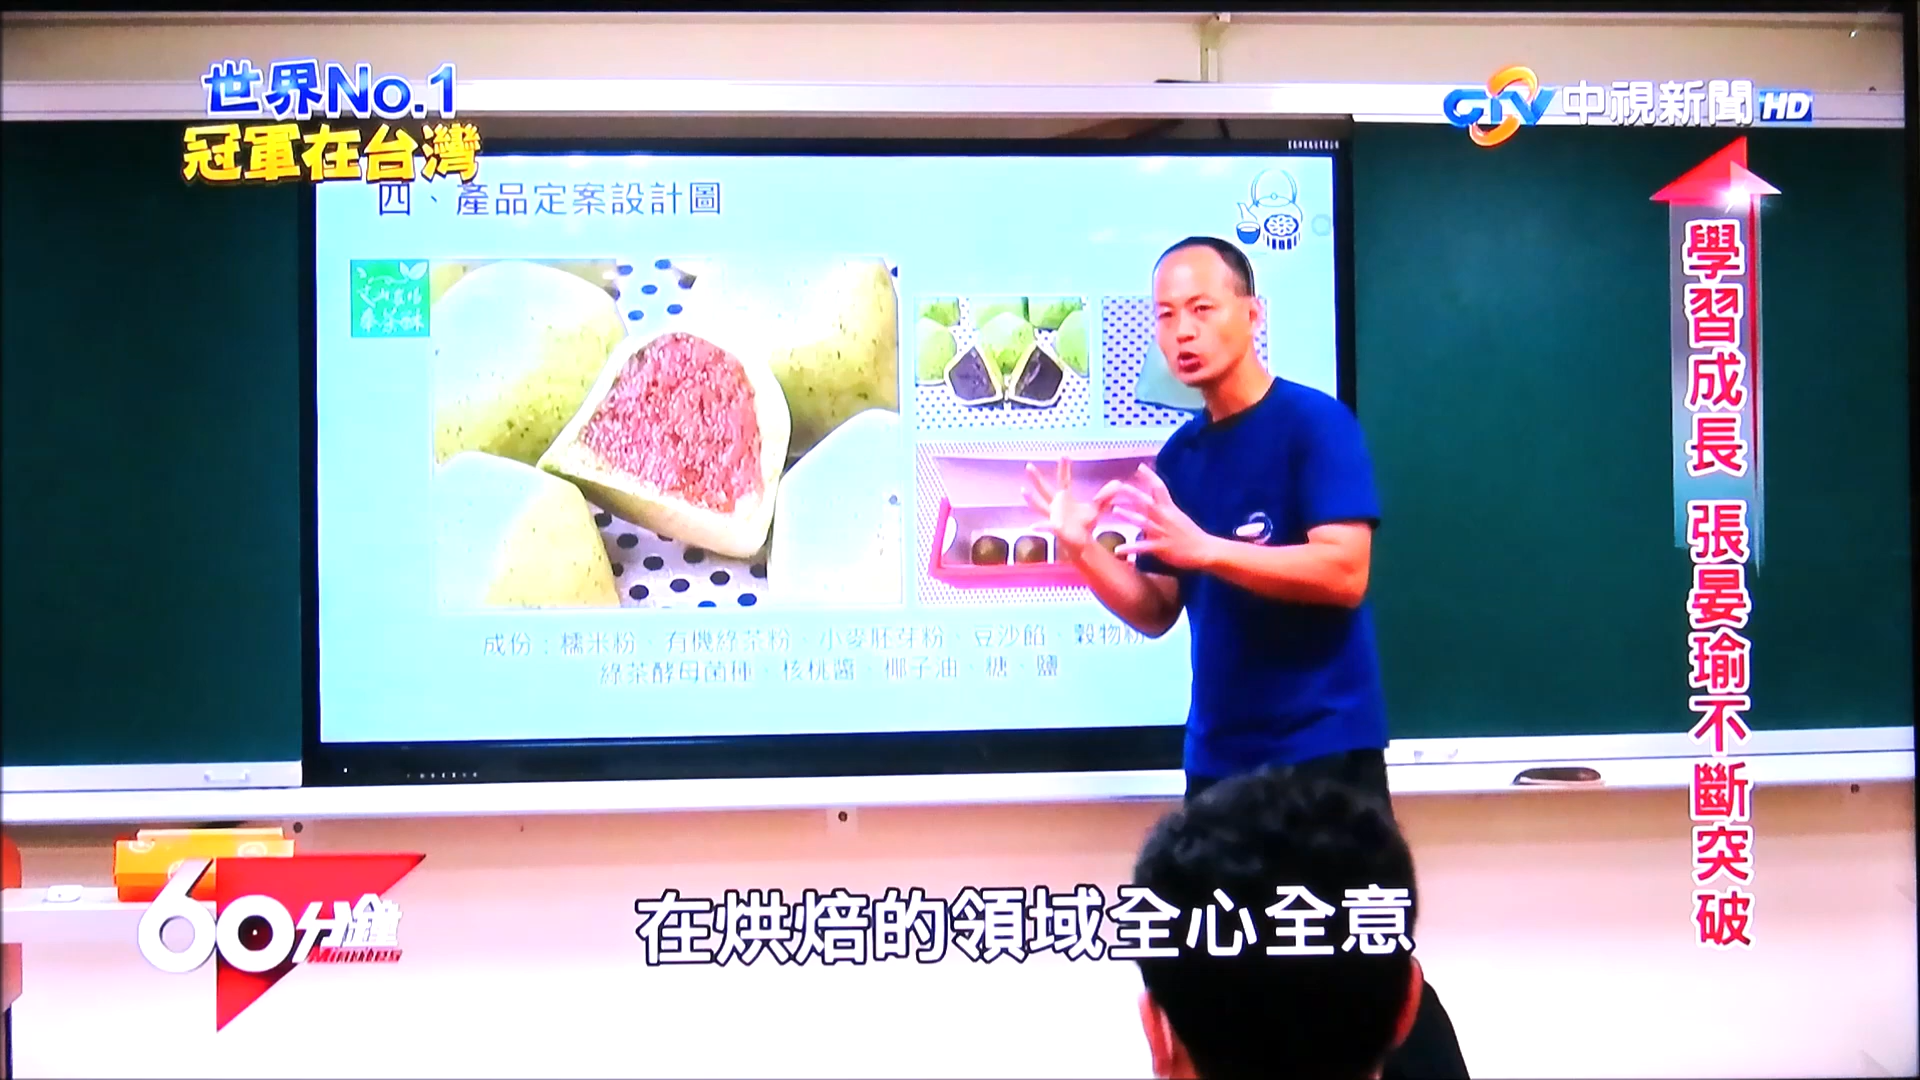 世界No.1
冠軍在台灣
CTV 中視新聞HD
四、產品定案設計圖
成份：糯米粉、有機綠茶粉、小麥胚芽粉、豆沙餡、穀物粉
綠茶酵母菌種、核桃醬、椰子油、糖、鹽
學習成長 張晏瑜不斷突破
60分鐘
Minutes
在烘焙的領域全心全意